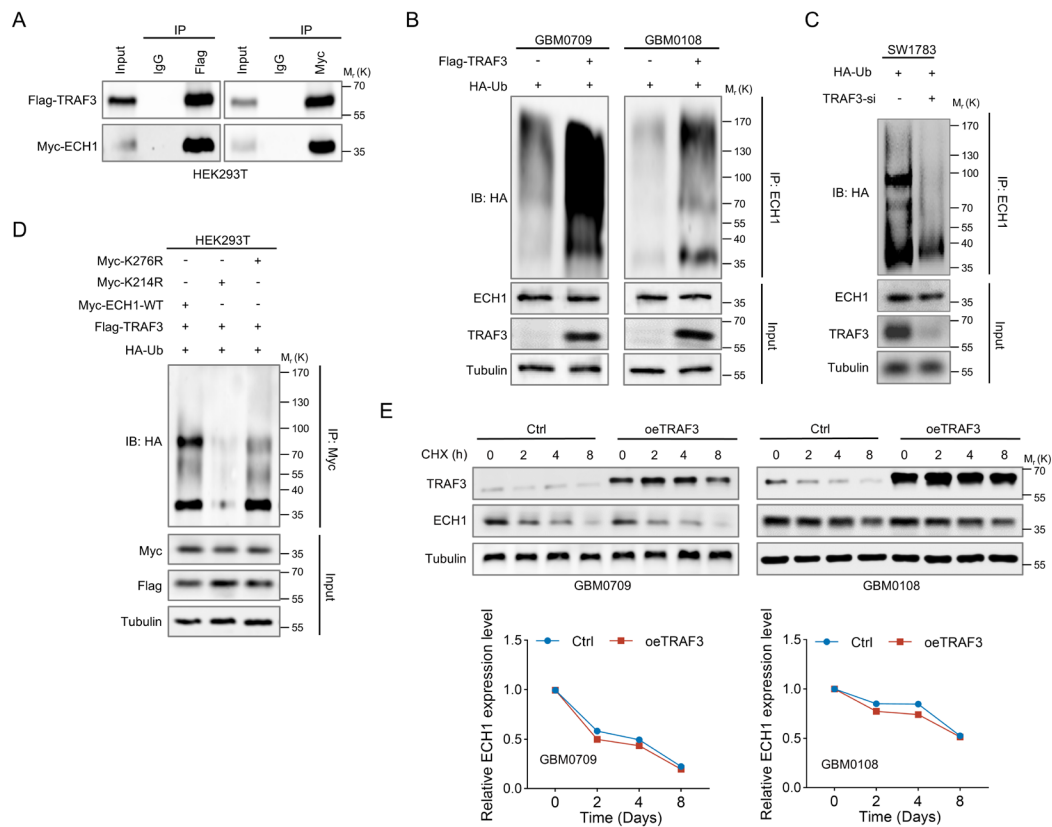 A
IP
IP
Input
IgG
Flag
Input
IgG
Myc
Mr (K)
Flag-TRAF3
70
55
Myc-ECH1
35
HEK293T
B
GBM0709
GBM0108
Flag-TRAF3
-
+
-
+
HA-Ub
+
+
+
+
Mr (K)
170
130
100
70
55
40
35
IB: HA
IP: ECH1
ECH1
35
TRAF3
70
55
Tubulin
55
Input
C
SW1783
HA-Ub
+
+
TRAF3-si
-
+
Mr (K)
170
130
100
70
55
40
35
IB: HA
IP: ECH1
ECH1
35
TRAF3
70
55
Tubulin
55
Input
D
HEK293T
Myc-K276R
-
-
+
Myc-K214R
-
+
-
Myc-ECH1-WT
+
-
-
Flag-TRAF3
+
+
+
HA-Ub
+
+
+
Mr (K)
170
130
100
70
55
40
35
IB: HA
IP: Myc
Myc
35
Flag
70
55
Tubulin
55
Input
E
Ctrl
oeTRAF3
Ctrl
oeTRAF3
CHX (h)
0
2
4
8
0
2
4
8
0
2
4
8
0
2
4
8
Mr (K)
TRAF3
70
55
ECH1
40
35
Tubulin
55
GBM0709
GBM0108
Relative ECH1 expression level
1.5
1.0
0.5
0.0
Ctrl
oeTRAF3
GBM0709
0
2
4
8
Time (Days)
Relative ECH1 expression level
1.5
1.0
0.5
0.0
Ctrl
oeTRAF3
GBM0108
0
2
4
8
Time (Days)